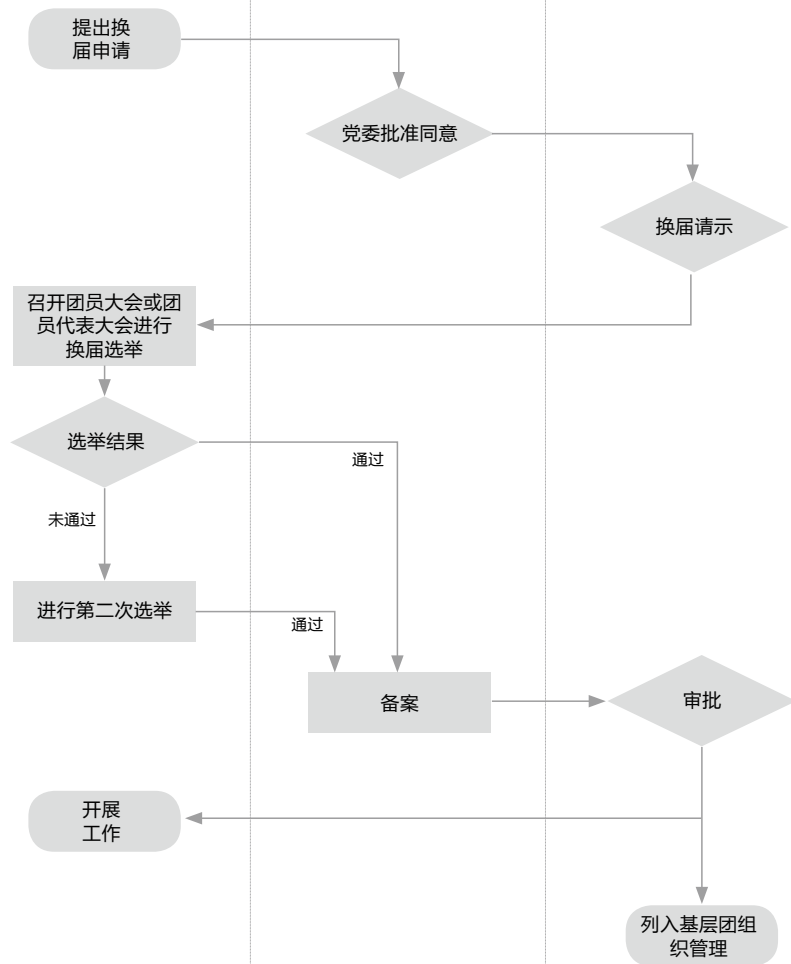 提出换
届申请
党委批准同意
换届请示
召开团员大会或团
员代表大会进行
换届选举
选举结果
通过
未通过
进行第二次选举
通过
备案
审批
开展
工作
列入基层团组
织管理